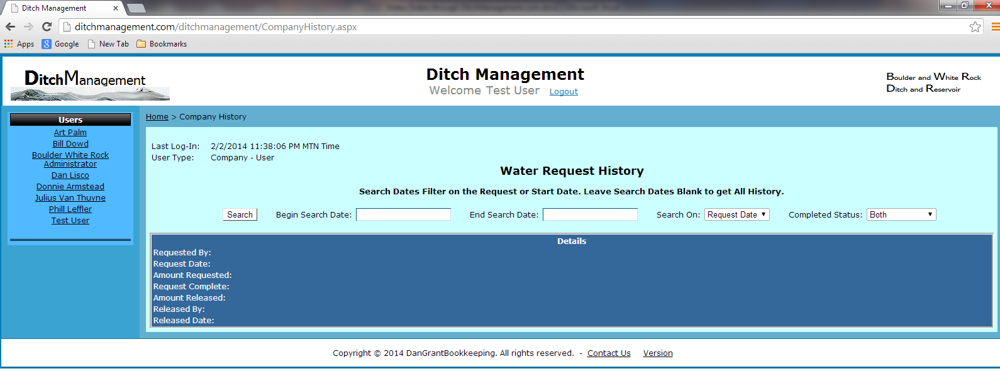 Ditch Management
ditchmanagement.com/ditchmanagement/CompanyHistory.aspx
Apps Google New Tab Bookmarks
DitchManagement
Ditch Management
Welcome Test User Logout
Boulder and White Rock
Ditch and Reservoir
Users
Art Palm
Bill Dowd
Boulder White Rock
Administrator
Dan Lisco
Donnie Armstead
Julius Van Thuyne
Phill Leffler
Test User
Home > Company History
Last Log-In: 2/2/2014 11:38:06 PM MTN Time
User Type: Company - User
Water Request History
Search Dates Filter on the Request or Start Date. Leave Search Dates Blank to get All History.
Search Begin Search Date: End Search Date: Search On: Request Date Completed Status: Both
Details
Requested By:
Request Date:
Amount Requested:
Request Complete:
Amount Released:
Released By:
Released Date:
Copyright © 2014 DanGrantBookkeeping. All rights reserved. - Contact Us Version